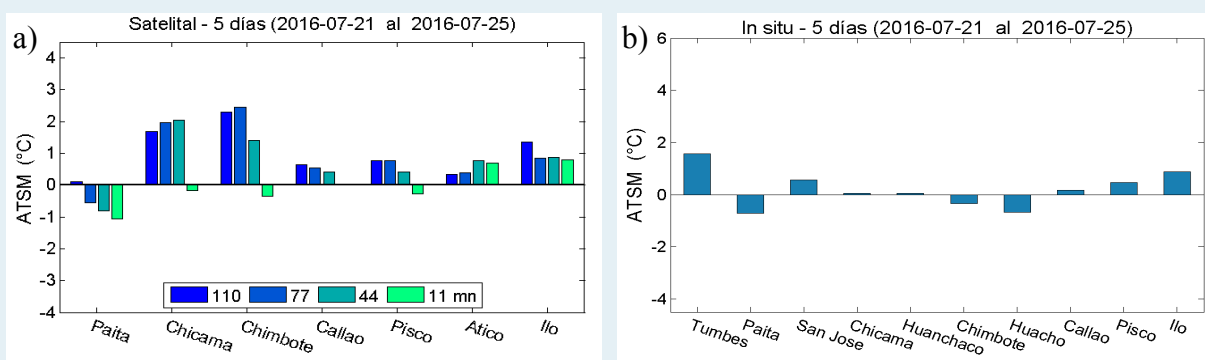 a)
Satelital - 5 días (2016-07-21 al 2016-07-25)
ATSM (°C)
4
3
2
1
0
-1
-2
-3
-4
110 77 44 11 mn
Paita Chicama Chimbote Callao Pisco Atico Ilo
b)
In situ - 5 días (2016-07-21 al 2016-07-25)
ATSM (°C)
6
4
2
0
-2
-4
Tumbes Paita San Jose Chicama Huanchaco Chimbote Huacho Callao Pisco Ilo